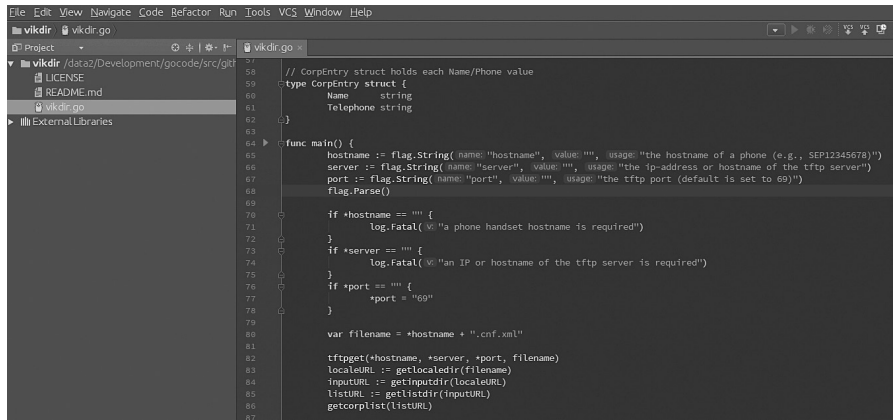 File Edit View Navigate Code Refactor Run Tools VCS Window Help
vikdir vikdir.go
VCS VCS
Project
vikdir.go ×
vikdir /data2/Development/gocode/src/gith
LICENSE
README.md
vikdir.go
External Libraries
57
58 // CorpEntry struct holds each Name/Phone value
59 type CorpEntry struct {
60 Name string
61 Telephone string
62 }
63
64 func main() {
65 hostname := flag.String( name: "hostname", value: "", usage: "the hostname of a phone (e.g., SEP12345678)")
66 server := flag.String( name: "server", value: "", usage: "the ip-address or hostname of the tftp server")
67 port := flag.String( name: "port", value: "", usage: "the tftp port (default is set to 69)")
68 flag.Parse()
69
70 if *hostname == "" {
71 log.Fatal( v: "a phone handset hostname is required")
72 }
73 if *server == "" {
74 log.Fatal( v: "an IP or hostname of the tftp server is required")
75 }
76 if *port == "" {
77 *port = "69"
78 }
79
80 var filename = *hostname + ".cnf.xml"
81
82 tftpget(*hostname, *server, *port, filename)
83 localeURL := getlocaledir(filename)
84 inputURL := getinputdir(localeURL)
85 listURL := getlistdir(inputURL)
86 getcorplist(listURL)
87